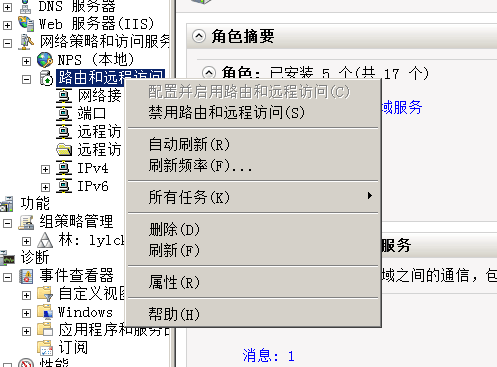 DNS 服务器
Web 服务器(IIS)
网络策略和访问服务
NPS (本地)
路由和远程访问
网络接
端口
远程访
远程访
IPv4
IPv6
功能
组策略管理
林: lylck
诊断
事件查看器
自定义视图
Windows
应用程序和服务日
订阅
性能
配置并启用路由和远程访问(C)
禁用路由和远程访问(S)
自动刷新(R)
刷新频率(F)...
所有任务(K)
删除(D)
刷新(F)
属性(R)
帮助(H)
角色摘要
角色: 已安装 5 个(共 17 个)
域服务
服务
域之间的通信，包
消息: 1